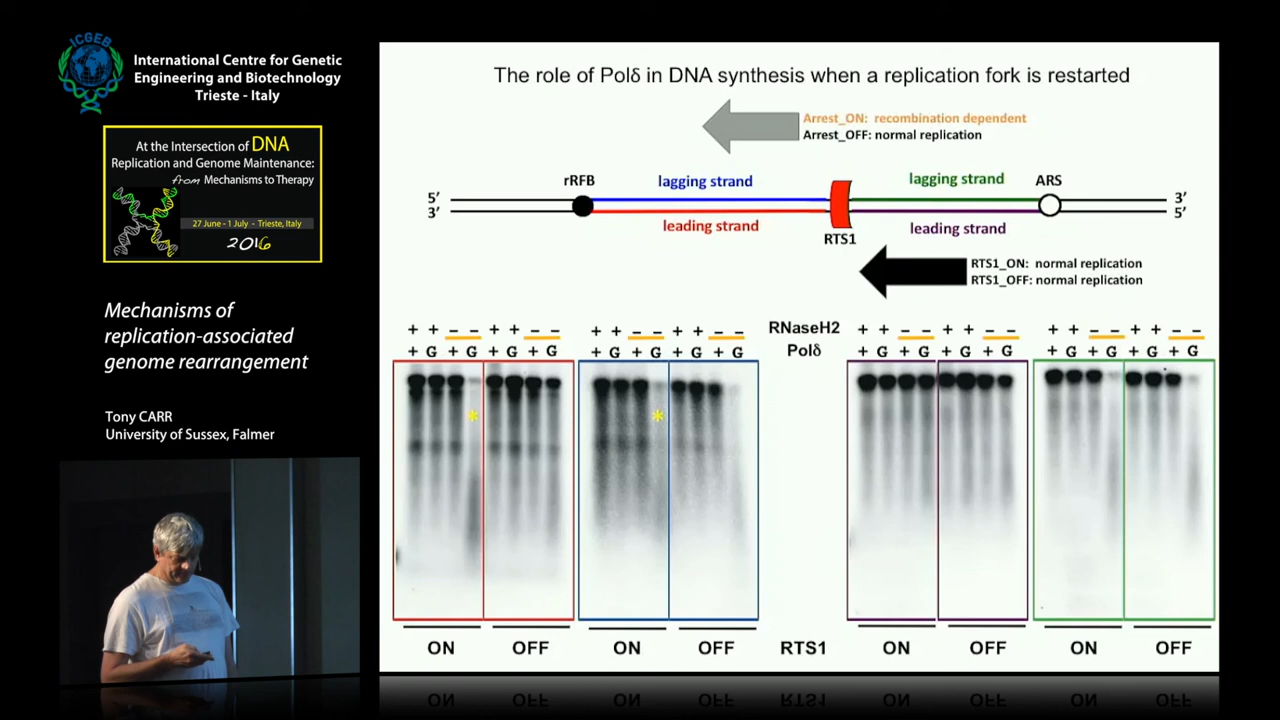 ICGEB
International Centre for Genetic
Engineering and Biotechnology
Trieste - Italy
At the Intersection of DNA
Replication and Genome Maintenance:
from Mechanisms to Therapy
27 June - 1 July - Trieste, Italy
2016
Mechanisms of
replication-associated
genome rearrangement
Tony CARR
University of Sussex, Falmer
The role of Polδ in DNA synthesis when a replication fork is restarted
Arrest_ON: recombination dependent
Arrest_OFF: normal replication
rRFB lagging strand lagging strand ARS
5′ 3′
3′ 5′
leading strand RTS1 leading strand
RTS1_ON: normal replication
RTS1_OFF: normal replication
+ + – – + + – – + + – – + + – – RNaseH2 + + – – + + – – + + – – + + – –
+ G + G + G + G + G + G + G + G Polδ + G + G + G + G + G + G + G + G
* *
ON OFF ON OFF RTS1 ON OFF ON OFF